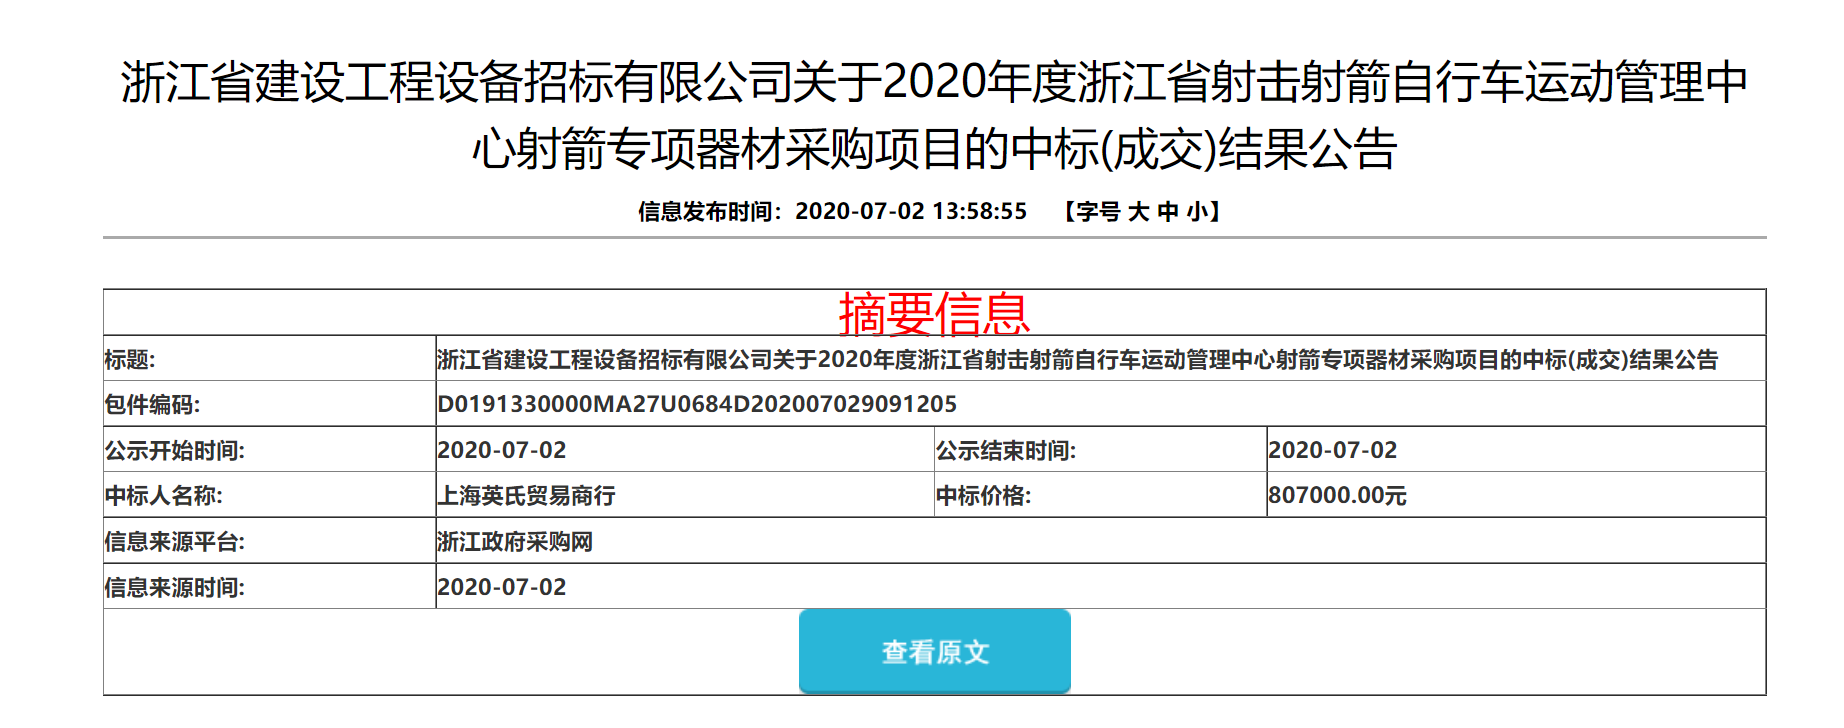 浙江省建设工程设备招标有限公司关于2020年度浙江省射击射箭自行车运动管理中
心射箭专项器材采购项目的中标(成交)结果公告
信息发布时间：2020-07-02 13:58:55 【字号 大 中 小】
摘要信息
标题: 浙江省建设工程设备招标有限公司关于2020年度浙江省射击射箭自行车运动管理中心射箭专项器材采购项目的中标(成交)结果公告
包件编码: D0191330000MA27U0684D202007029091205
公示开始时间: 2020-07-02 公示结束时间: 2020-07-02
中标人名称: 上海英氏贸易商行 中标价格: 807000.00元
信息来源平台: 浙江政府采购网
信息来源时间: 2020-07-02
查看原文